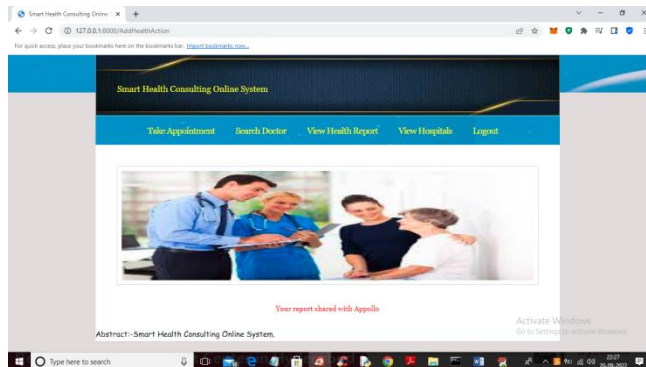 Smart Health Consulting Online
127.0.0.1:8000/AddHealthAction
For quick access, place your bookmarks here on the bookmarks bar. Import bookmarks now...
Smart Health Consulting Online System
Take Appointment Search Doctor View Health Report View Hospitals Logout
Your report shared with Appollo
Abstract:-Smart Health Consulting Online System.
Activate Windows
Go to Settings to activate Windows.
Type here to search
22:27